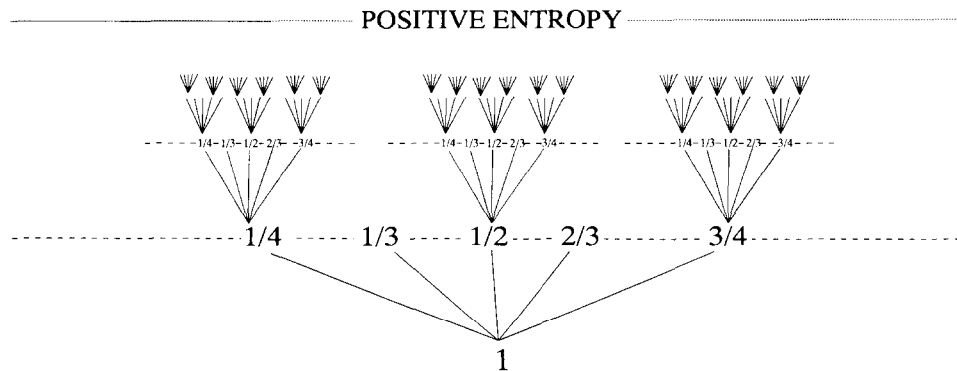 POSITIVE ENTROPY
1/4 1/3 1/2 2/3 3/4 1/4 1/3 1/2 2/3 3/4 1/4 1/3 1/2 2/3 3/4
1/4 1/3 1/2 2/3 3/4
1